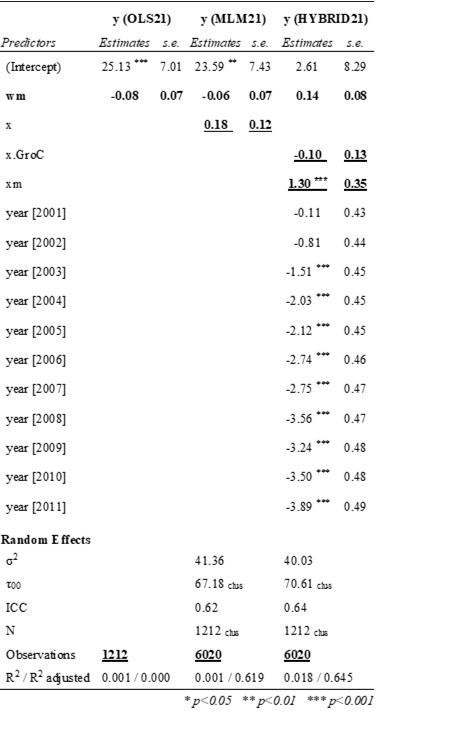 y (OLS21) y (MLM21) y (HYBRID21)
Predictors Estimates s.e. Estimates s.e. Estimates s.e.
(Intercept) 25.13 *** 7.01 23.59 ** 7.43 2.61 8.29
wm -0.08 0.07 -0.06 0.07 0.14 0.08
x 0.18 0.12
x.GroC -0.10 0.13
xm 1.30 *** 0.35
year [2001] -0.11 0.43
year [2002] -0.81 0.44
year [2003] -1.51 *** 0.45
year [2004] -2.03 *** 0.45
year [2005] -2.12 *** 0.45
year [2006] -2.74 *** 0.46
year [2007] -2.75 *** 0.47
year [2008] -3.56 *** 0.47
year [2009] -3.24 *** 0.48
year [2010] -3.50 *** 0.48
year [2011] -3.89 *** 0.49
Random Effects
σ² 41.36 40.03
τ00 67.18 clus 70.61 clus
ICC 0.62 0.64
N 1212 clus 1212 clus
Observations 1212 6020 6020
R² / R² adjusted 0.001 / 0.000 0.001 / 0.619 0.018 / 0.645
* p<0.05 ** p<0.01 *** p<0.001